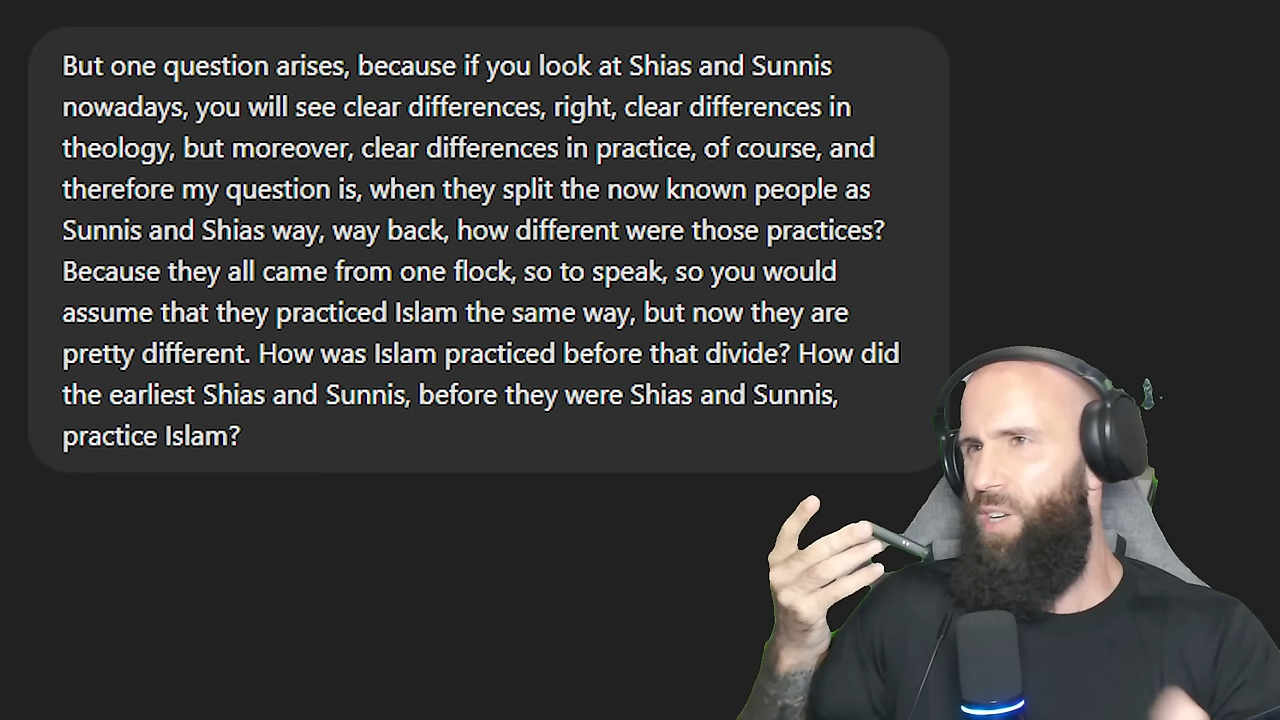 But one question arises, because if you look at Shias and Sunnis
nowadays, you will see clear differences, right, clear differences in
theology, but moreover, clear differences in practice, of course, and
therefore my question is, when they split the now known people as
Sunnis and Shias way, way back, how different were those practices?
Because they all came from one flock, so to speak, so you would
assume that they practiced Islam the same way, but now they are
pretty different. How was Islam practiced before that divide? How did
the earliest Shias and Sunnis, before they were Shias and Sunnis,
practice Islam?